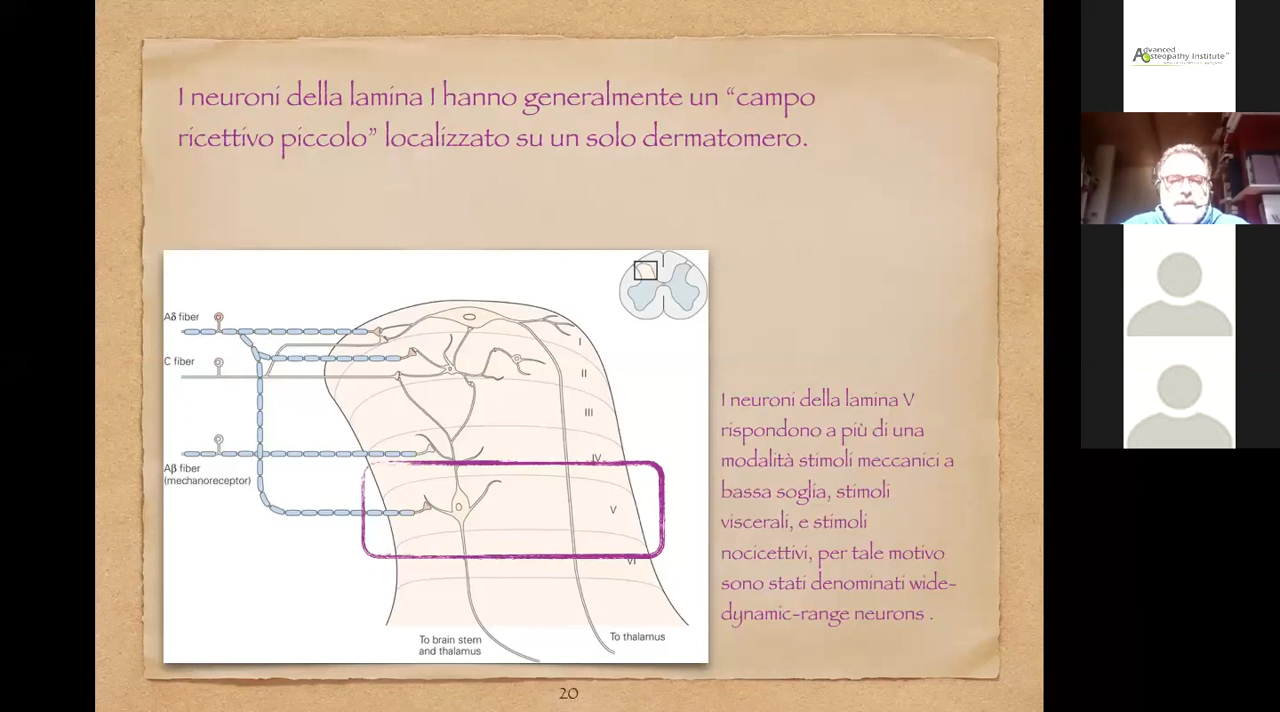 I neuroni della lamina I hanno generalmente un “campo
ricettivo piccolo” localizzato su un solo dermatomero.
Aδ fiber
C fiber
Aβ fiber
(mechanoreceptor)
I
II
III
IV
V
VI
To brain stem
and thalamus
To thalamus
I neuroni della lamina V
rispondono a più di una
modalità stimoli meccanici a
bassa soglia, stimoli
viscerali, e stimoli
nocicettivi, per tale motivo
sono stati denominati wide-
dynamic-range neurons .
20
Advanced
Osteopathy Institute™